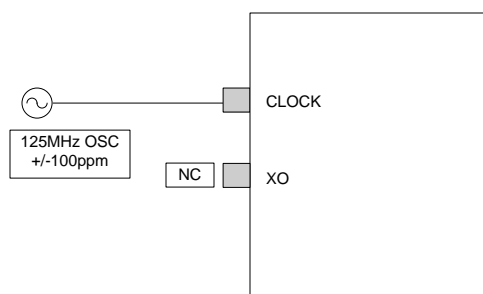 CLOCK
125MHz OSC
+/-100ppm
NC
XO